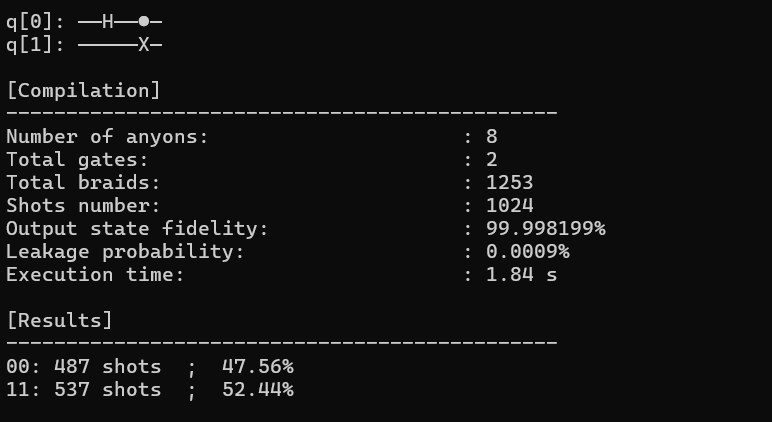 q[0]: ──H──●─
q[1]: ─────X─
[Compilation]
----------------------------------------------
Number of anyons:                     : 8
Total gates:                          : 2
Total braids:                         : 1253
Shots number:                         : 1024
Output state fidelity:                : 99.998199%
Leakage probability:                  : 0.0009%
Execution time:                       : 1.84 s
[Results]
----------------------------------------------
00: 487 shots  ;  47.56%
11: 537 shots  ;  52.44%